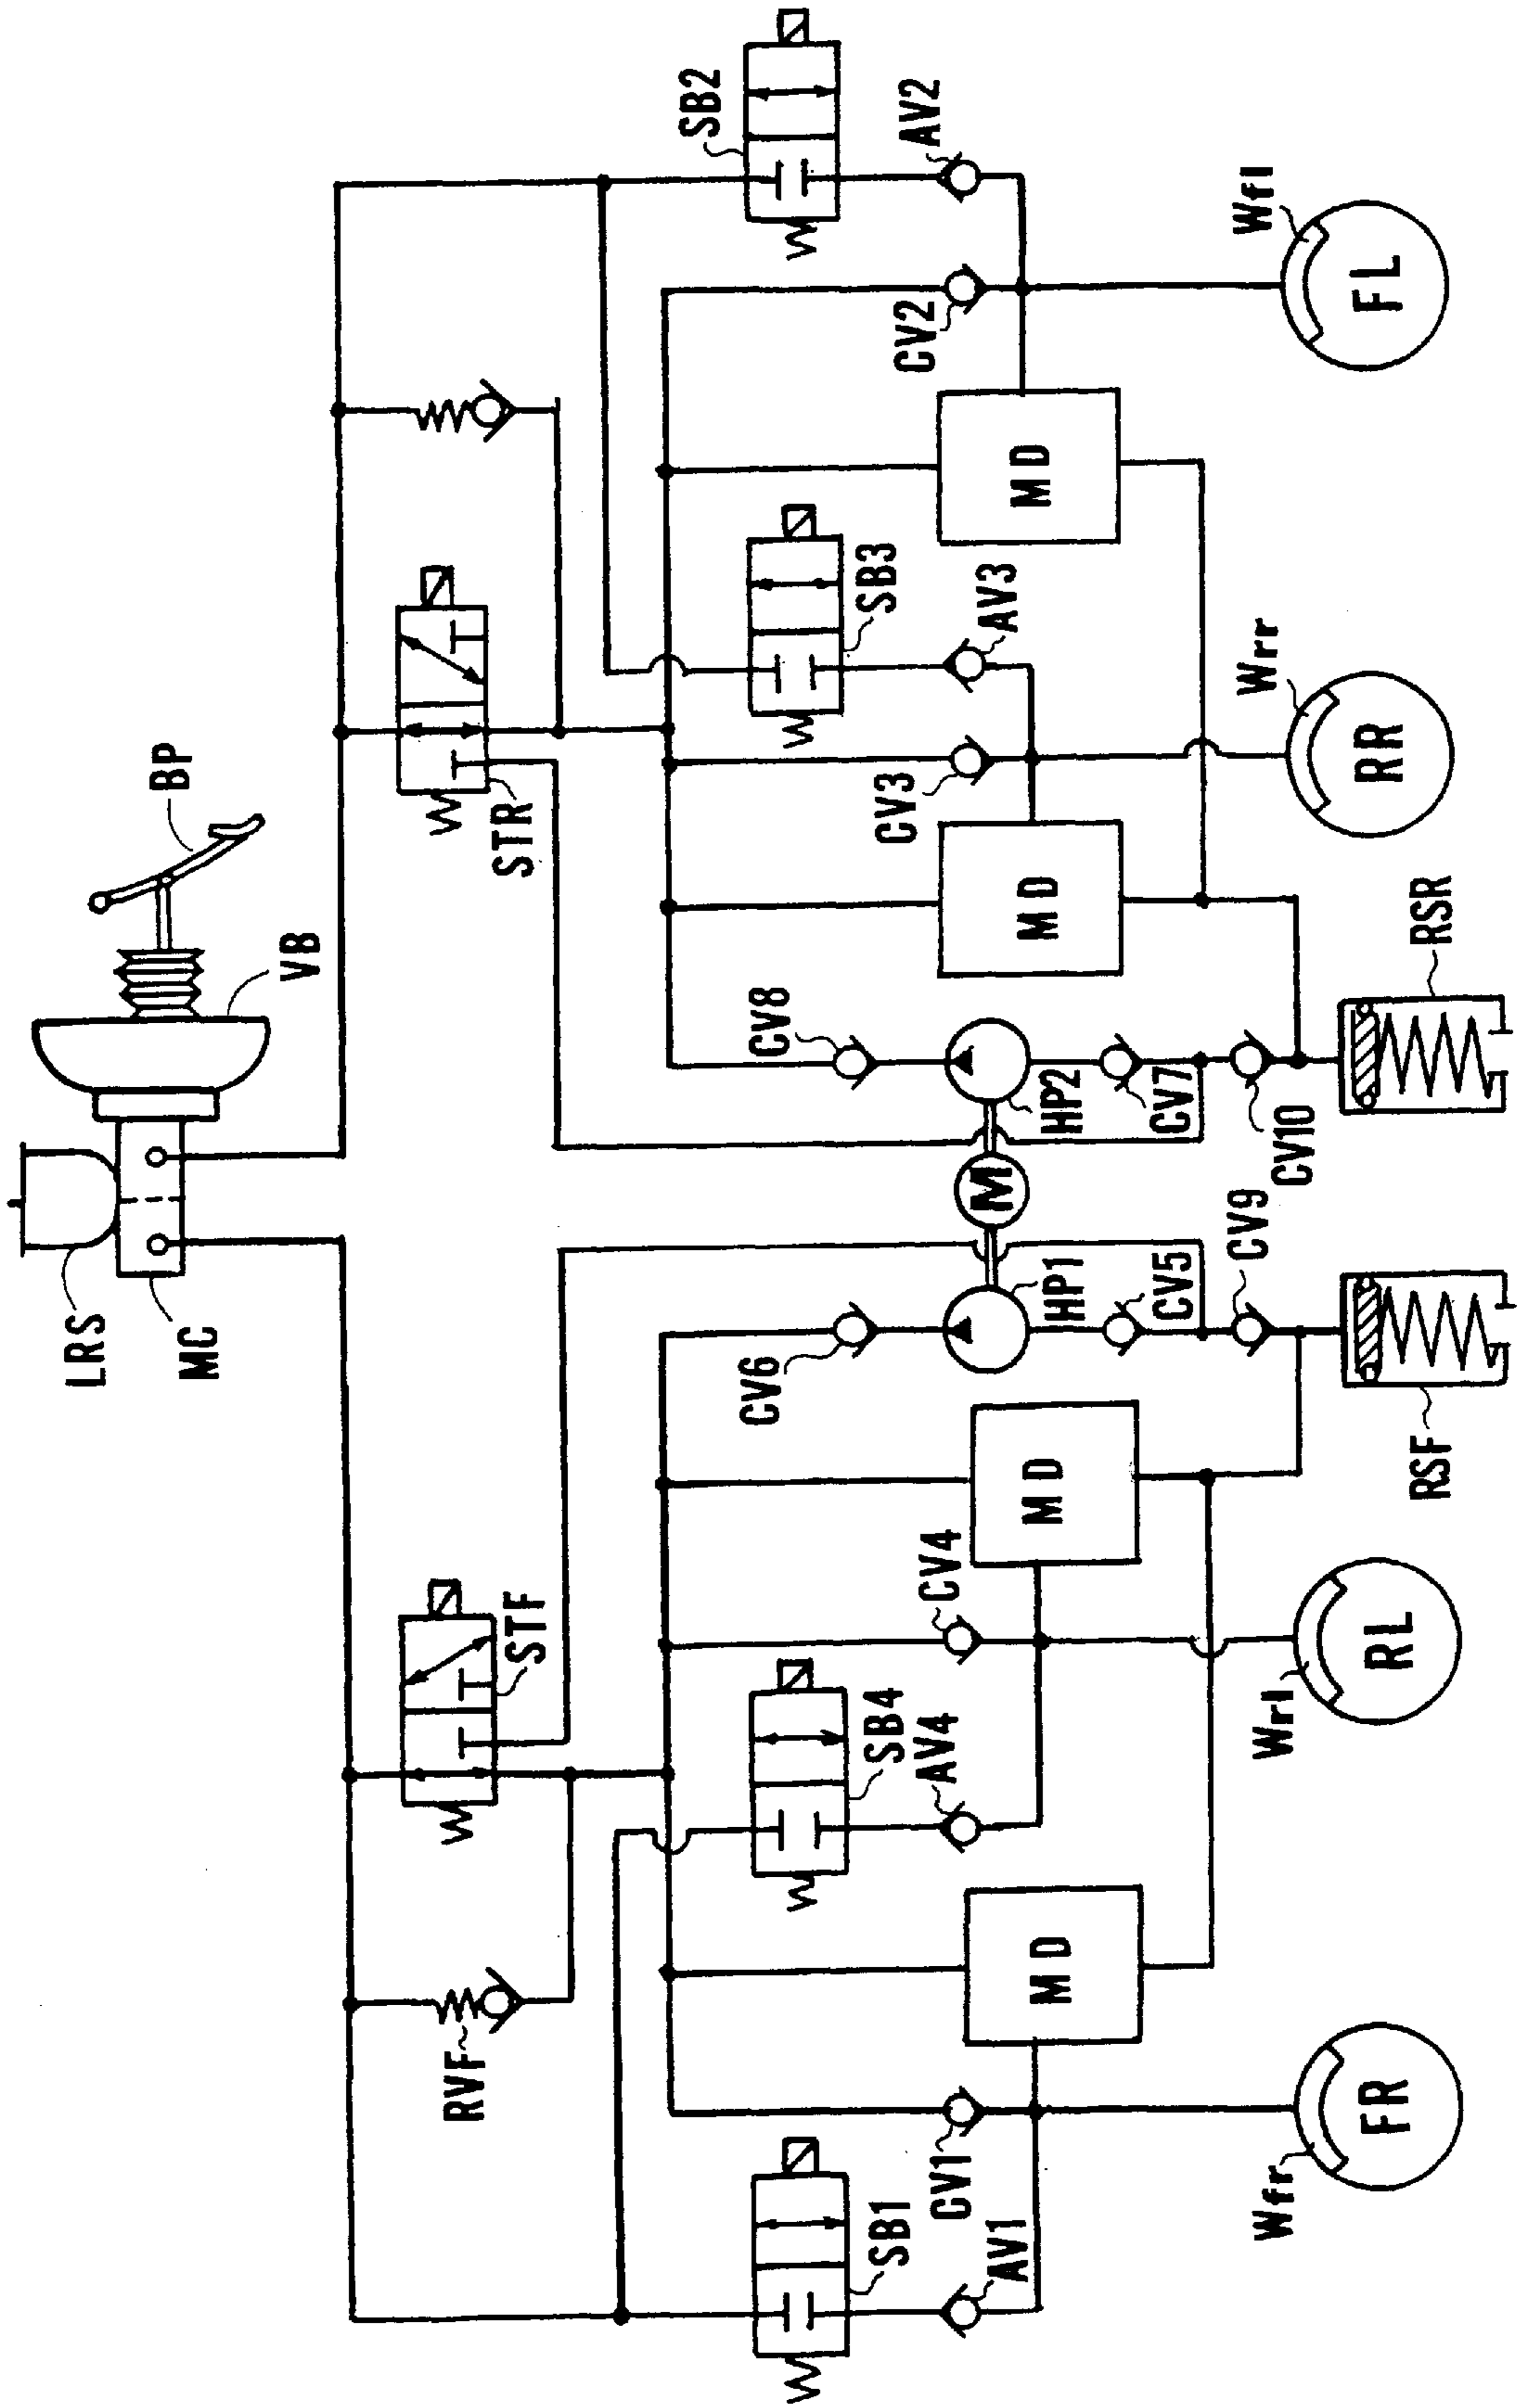 LRS
BP
MC
VB
RVF
STF
STR
SB2
CV6
CV8
SB1
SB4
SB3
CV3
CV2
AV2
CV1
AV4
CV4
AV1
AV3
MD
MD
M
MD
MD
HP1
HP2
CV5
CV7
CV9
CV10
Wfr
Wrl
Wrr
Wfl
FR
RL
RR
FL
RSF
RSR